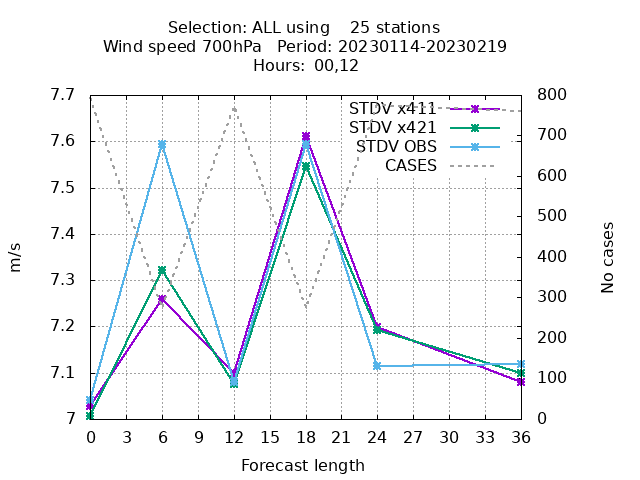 Selection: ALL using    25 stations
Wind speed 700hPa   Period: 20230114-20230219
Hours:  00,12
7.7
7.6
7.5
7.4
7.3
7.2
7.1
7
800
700
600
500
400
300
200
100
0
STDV x411
STDV x421
STDV OBS
CASES
m/s
No cases
0 3 6 9 12 15 18 21 24 27 30 33 36
Forecast length